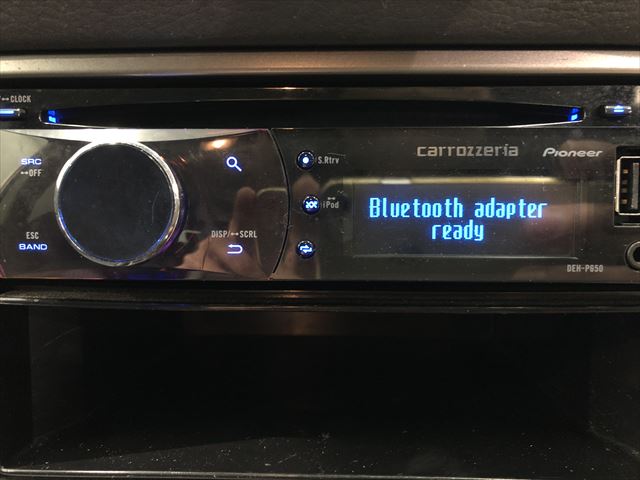 ↔CLOCK
SRC
↔OFF
S.Rtrv
carrozzeria Pioneer
iPod
Bluetooth adapter
ready
ESC
BAND
DISP/↔SCRL
DEH-P650